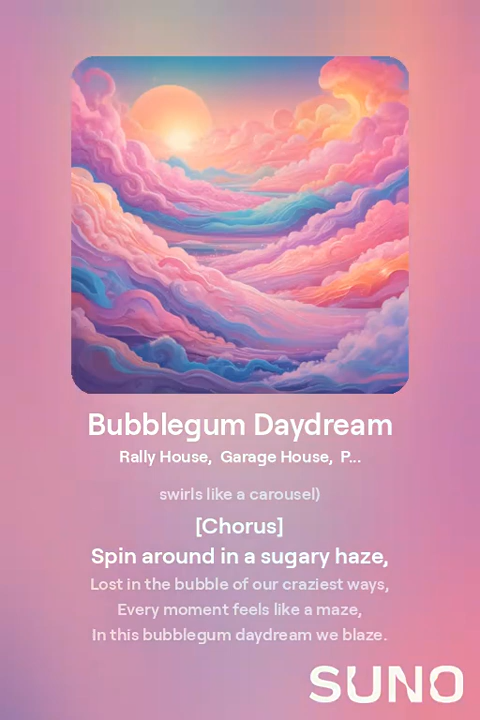 Bubblegum Daydream
Rally House, Garage House, P...
swirls like a carousel)
[Chorus]
Spin around in a sugary haze,
Lost in the bubble of our craziest ways,
Every moment feels like a maze,
In this bubblegum daydream we blaze.
SUNO